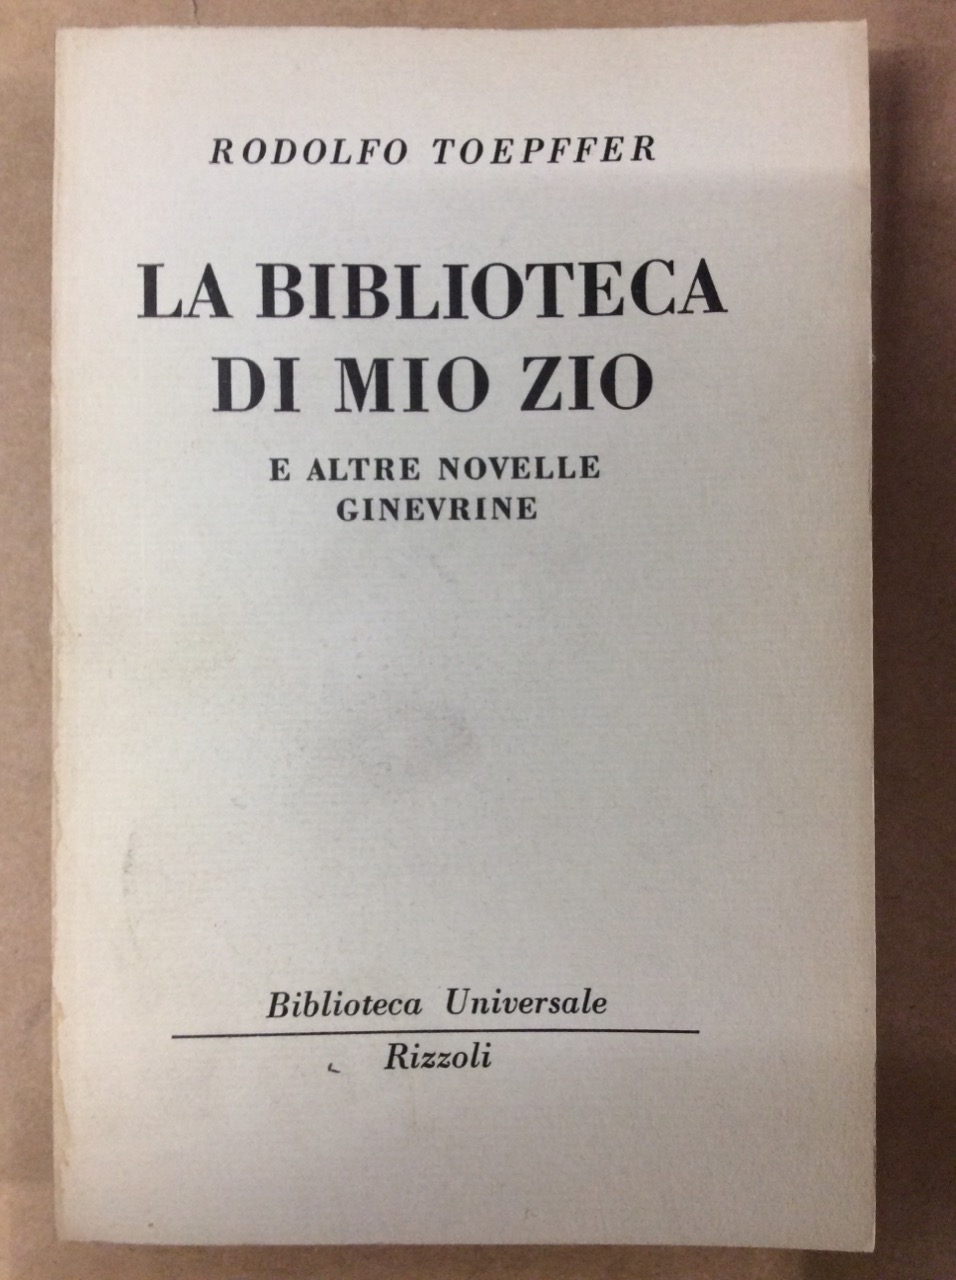 RODOLFO TOEPFFER
LA BIBLIOTECA
DI MIO ZIO
E ALTRE NOVELLE
GINEVRINE
Biblioteca Universale
Rizzoli